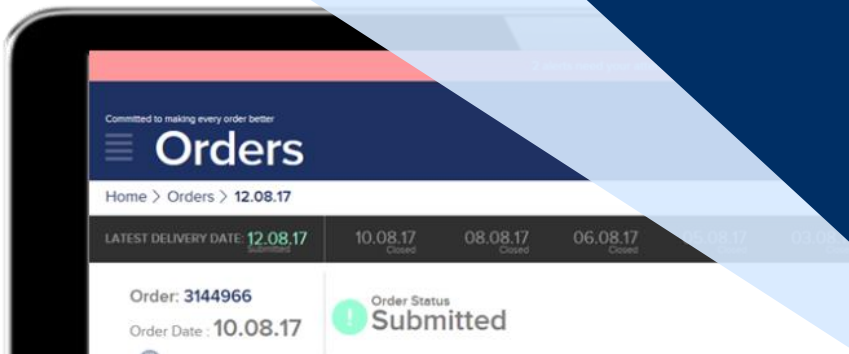 Committed to making every order better
Orders
Home > Orders > 12.08.17
LATEST DELIVERY DATE: 12.08.17 10.08.17 08.08.17 06.08.17
Submitted Closed Closed Closed
Order: 3144966
Order Status
Submitted
Order Date : 10.08.17